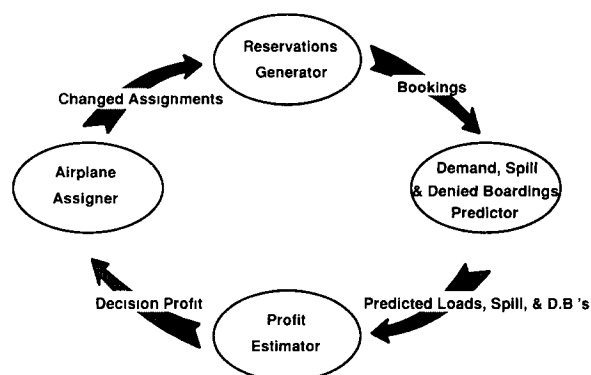 Reservations
Generator
Changed Assignments
Bookings
Airplane
Assigner
Demand, Spill
& Denied Boardings
Predictor
Decision Profit
Predicted Loads, Spill, & D.B 's
Profit
Estimator